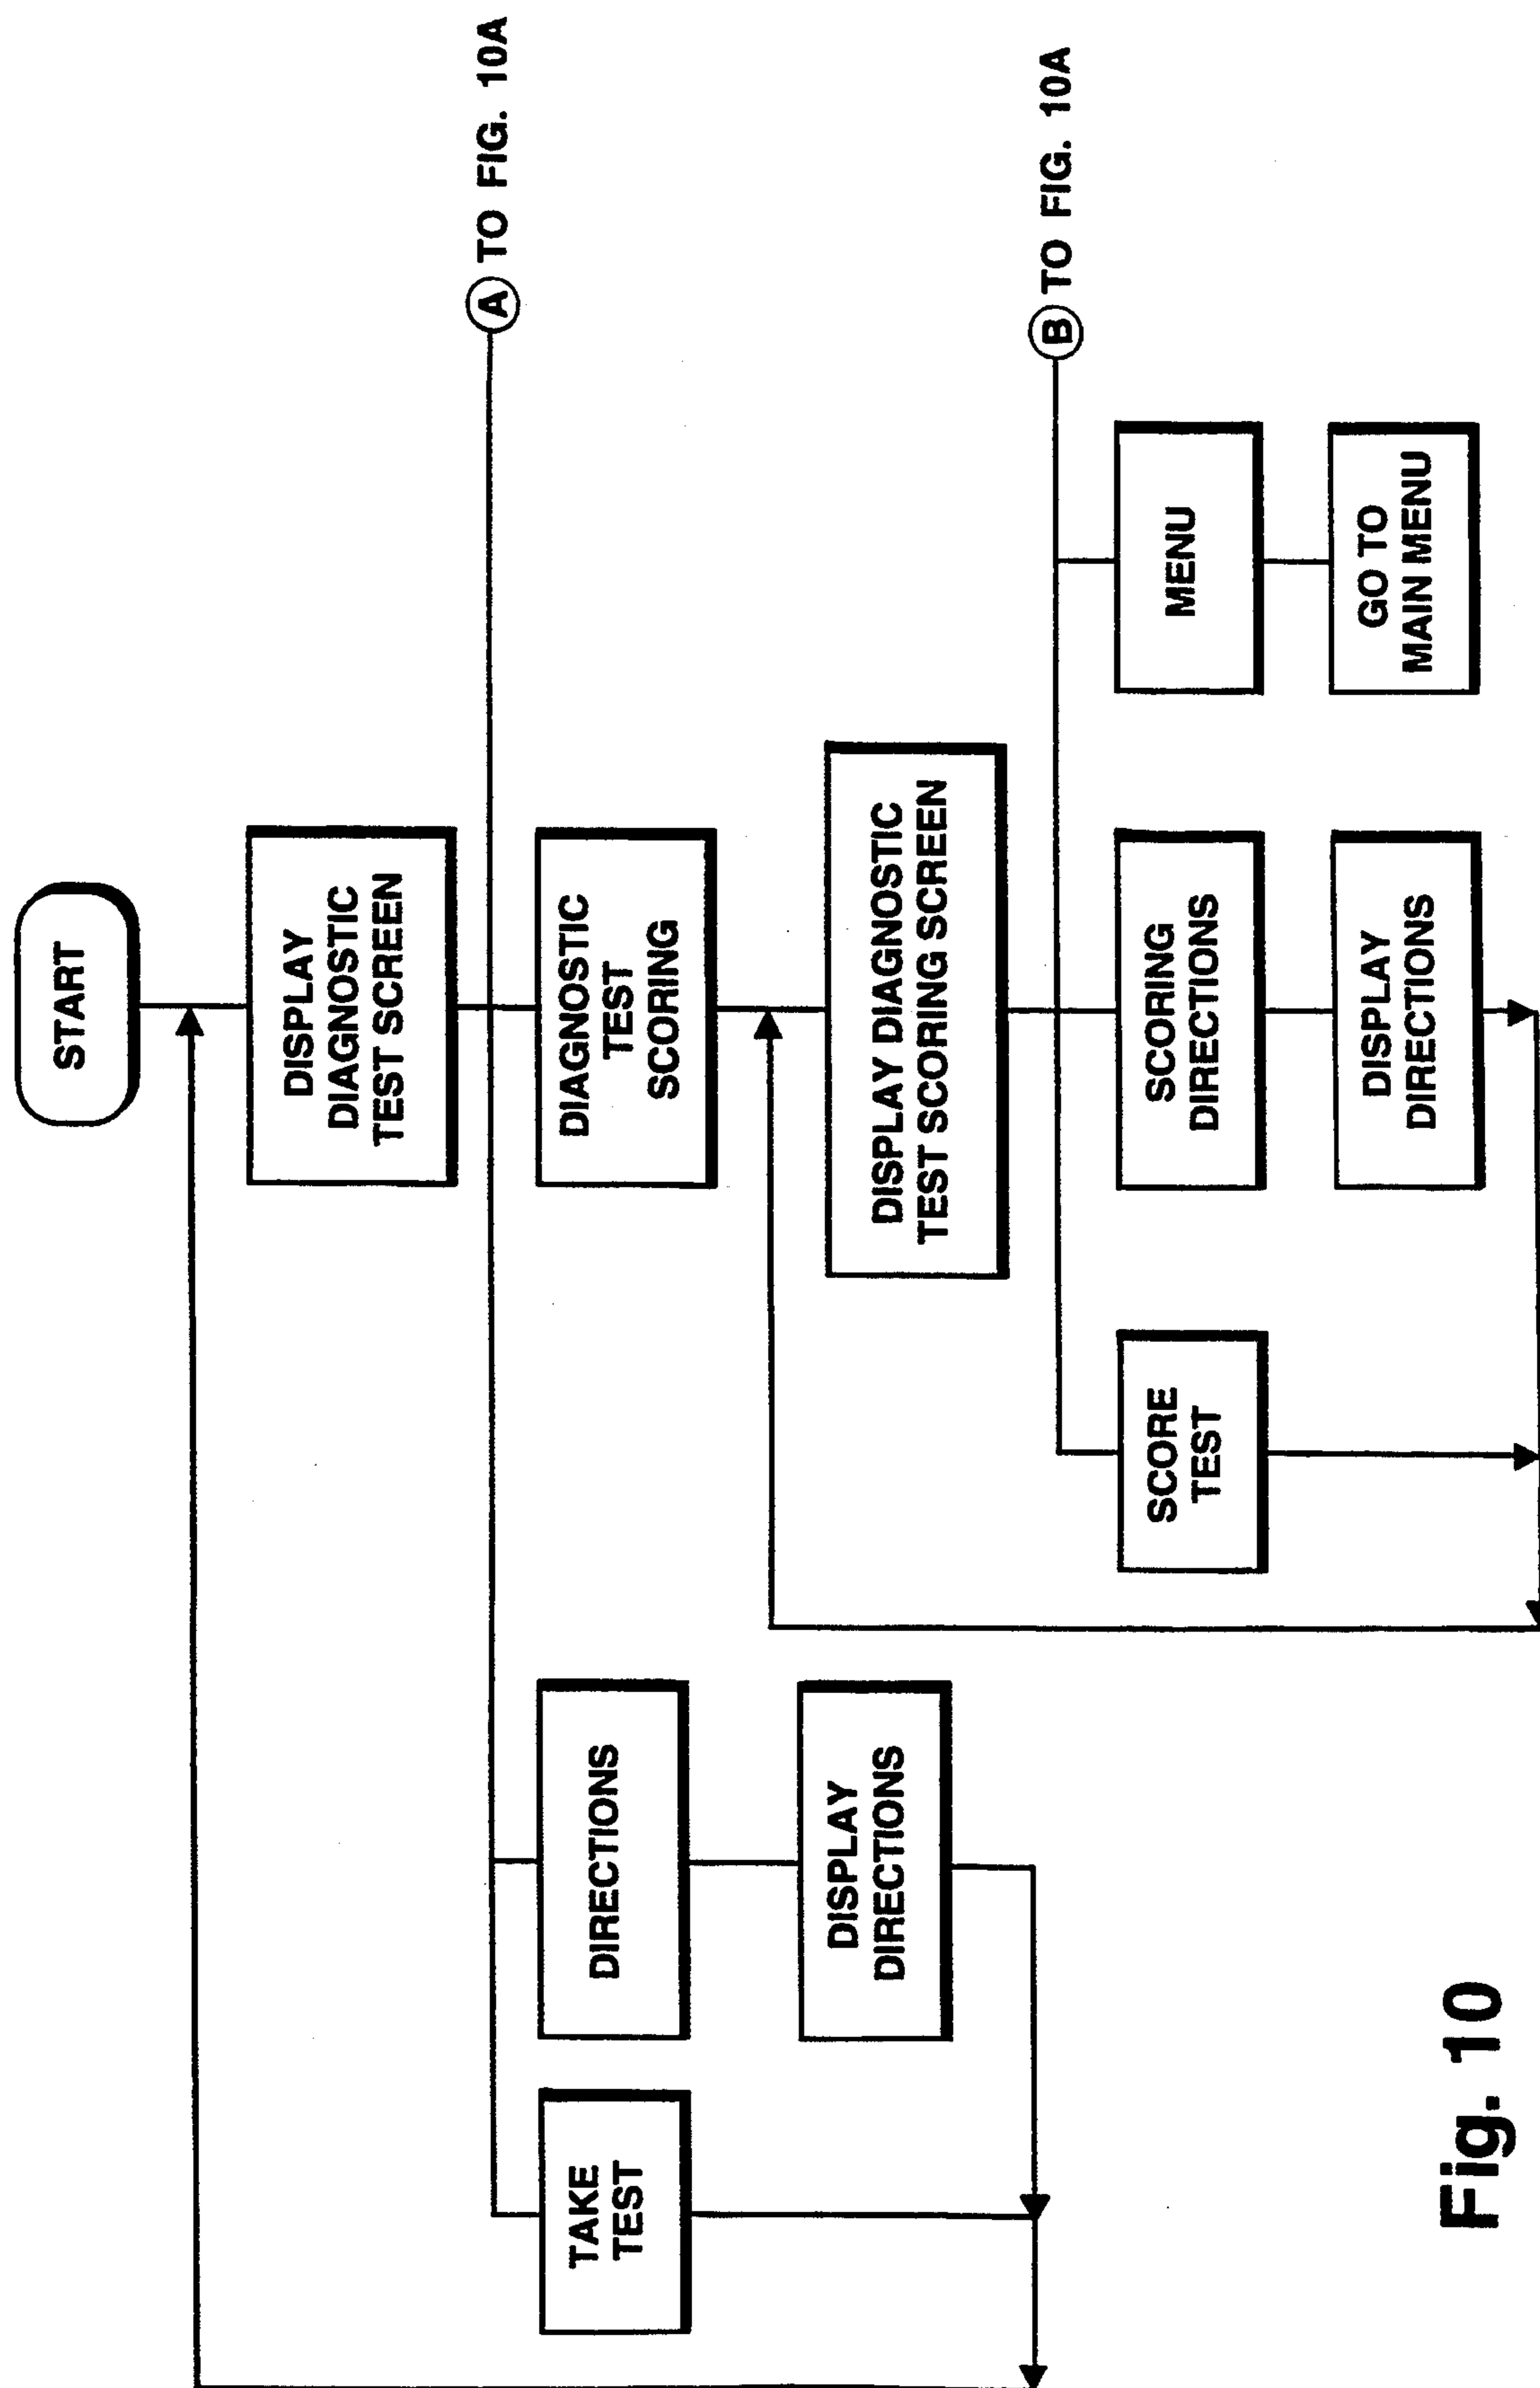 START
DISPLAY
DIAGNOSTIC
TEST SCREEN
A TO FIG. 10A
TAKE
TEST
DIRECTIONS
DISPLAY
DIRECTIONS
DIAGNOSTIC
TEST
SCORING
DISPLAY DIAGNOSTIC
TEST SCORING SCREEN
B TO FIG. 10A
SCORE
TEST
SCORING
DIRECTIONS
DISPLAY
DIRECTIONS
MENU
GO TO
MAIN MENU
Fig. 10